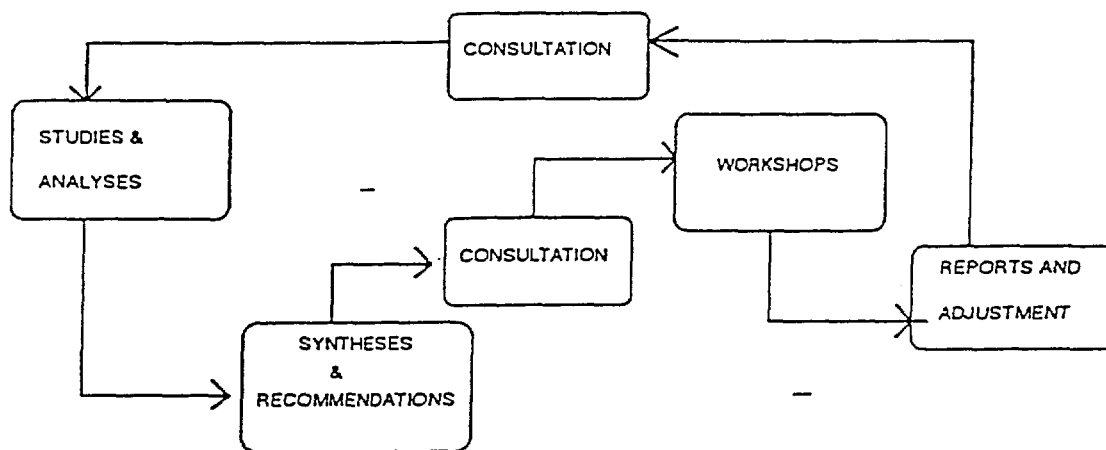 CONSULTATION
STUDIES &
ANALYSES
WORKSHOPS
CONSULTATION
REPORTS AND
ADJUSTMENT
SYNTHESES
&
RECOMMENDATIONS